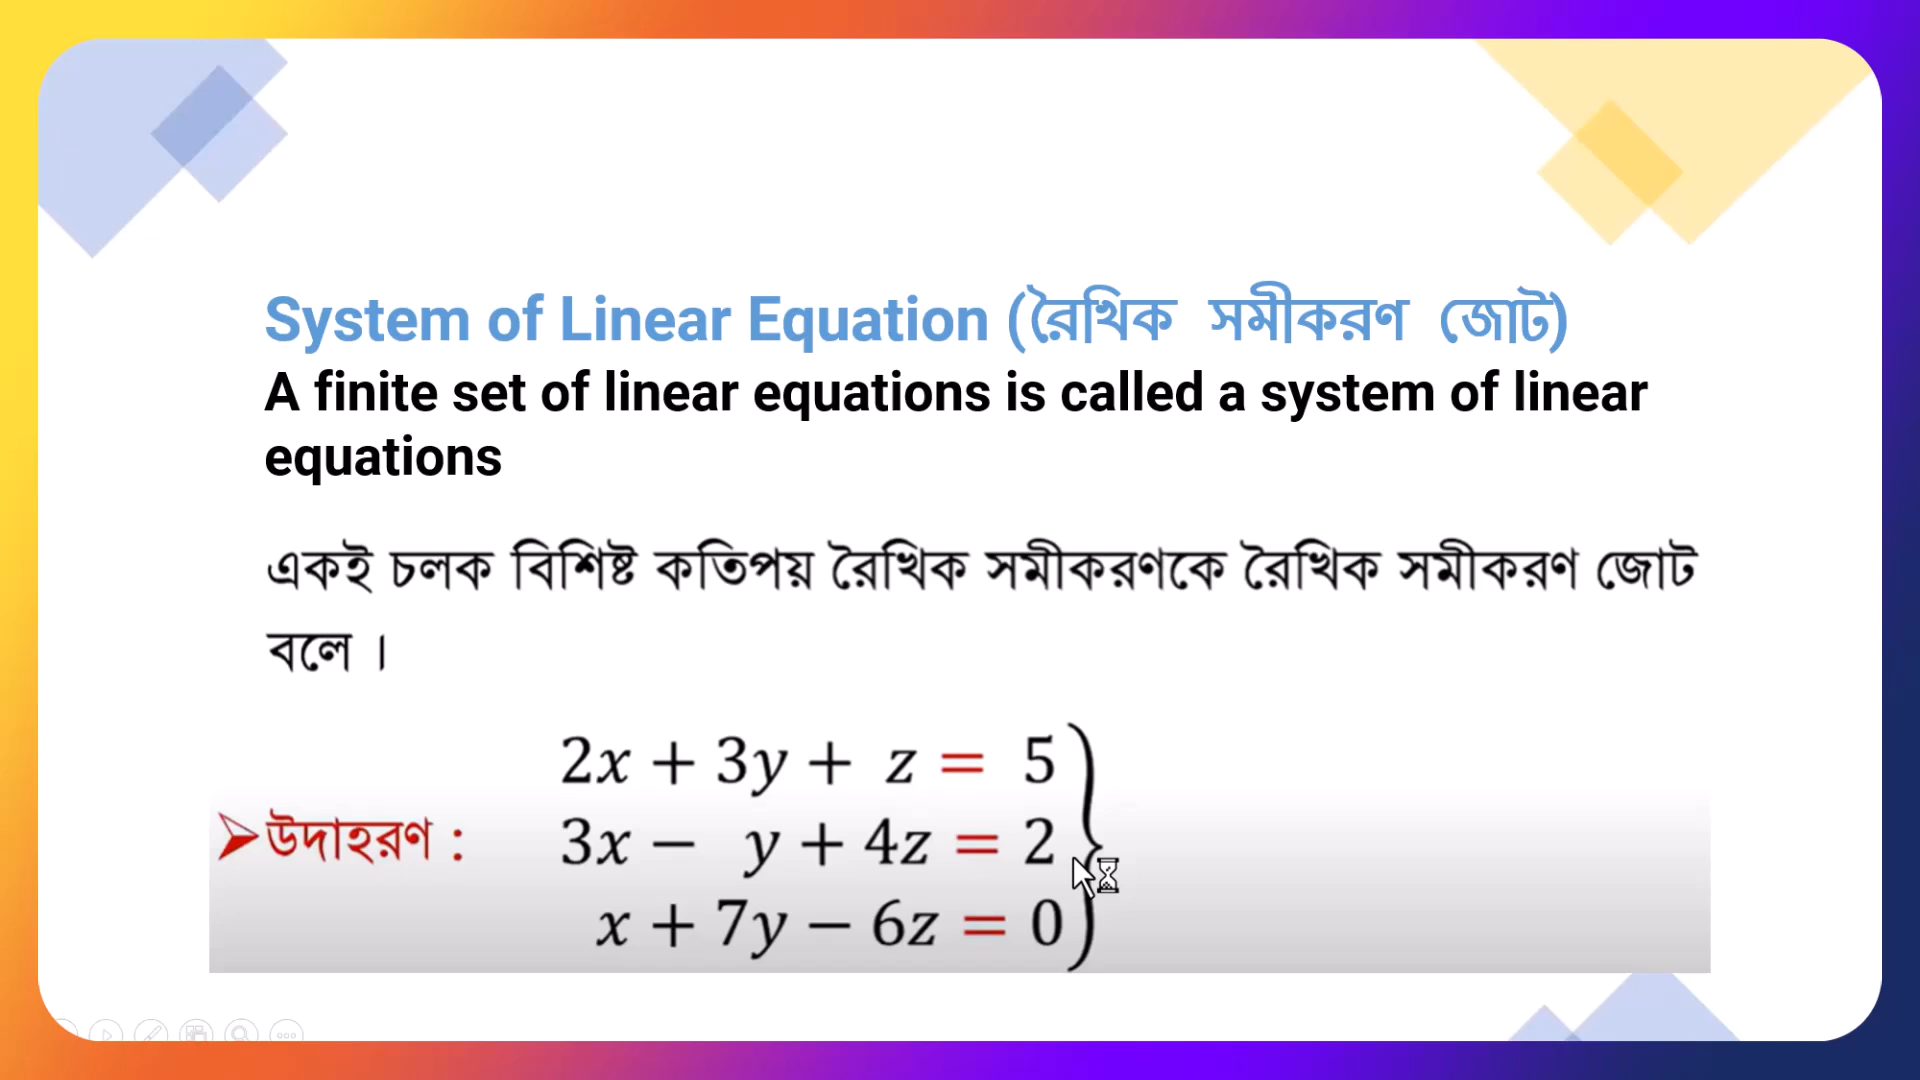 System of Linear Equation (রৈখিক সমীকরণ জোট)
A finite set of linear equations is called a system of linear
equations
একই চলক বিশিষ্ট কতিপয় রৈখিক সমীকরণকে রৈখিক সমীকরণ জোট
বলে ।
2x + 3y + z = 5
উদাহরণ : 3x − y + 4z = 2
x + 7y − 6z = 0